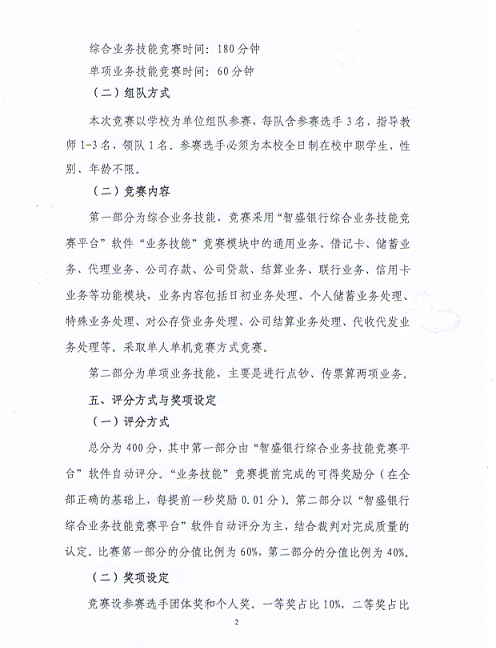 综合业务技能竞赛时间：180分钟
单项业务技能竞赛时间：60分钟
（二）组队方式
本次竞赛以学校为单位组队参赛，每队含参赛选手3名，指导教
师1-3名，领队1名。参赛选手必须为本校全日制在校中职学生，性
别、年龄不限。
（二）竞赛内容
第一部分为综合业务技能，竞赛采用“智盛银行综合业务技能竞
赛平台”软件“业务技能”竞赛模块中的通用业务、借记卡、储蓄业
务、代理业务、公司存款、公司贷款、结算业务、联行业务、信用卡
业务等功能模块，业务内容包括日初业务处理、个人储蓄业务处理、
特殊业务处理、对公存贷业务处理、公司结算业务处理、代收代发业
务处理等。采取单人单机竞赛方式竞赛。
第二部分为单项业务技能，主要是进行点钞、传票算两项业务。
五、评分方式与奖项设定
（一）评分方式
总分为400分，其中第一部分由“智盛银行综合业务技能竞赛平
台”软件自动评分。“业务技能”竞赛提前完成的可得奖励分（在全
部正确的基础上，每提前一秒奖励0.01分）。第二部分以“智盛银行
综合业务技能竞赛平台”软件自动评分为主，结合裁判对完成质量的
认定。比赛第一部分的分值比例为60%，第二部分的分值比例为40%。
（二）奖项设定
竞赛设参赛选手团体奖和个人奖。一等奖占比10%，二等奖占比
2